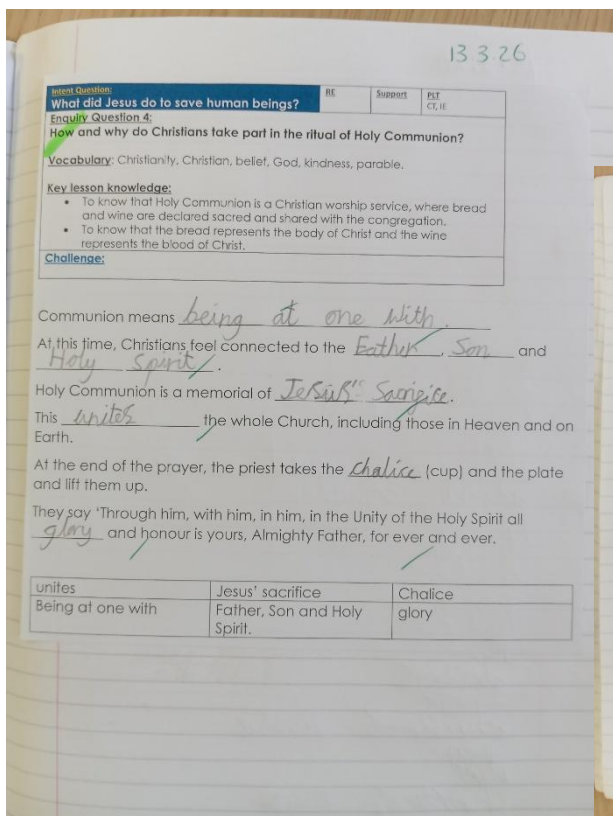 13 3 26
Intent Question: RE Support PLT
What did Jesus do to save human beings? CT, IE
Enquiry Question 4:
How and why do Christians take part in the ritual of Holy Communion?
Vocabulary: Christianity, Christian, belief, God, kindness, parable.
Key lesson knowledge:
• To know that Holy Communion is a Christian worship service, where bread
and wine are declared sacred and shared with the congregation.
• To know that the bread represents the body of Christ and the wine
represents the blood of Christ.
Challenge:
Communion means being at one with.
At this time, Christians feel connected to the Father, Son and
Holy Spirit.
Holy Communion is a memorial of Jesus' Sacrifice.
This unites the whole Church, including those in Heaven and on
Earth.
At the end of the prayer, the priest takes the chalice (cup) and the plate
and lift them up.
They say 'Through him, with him, in him, in the Unity of the Holy Spirit all
glory and honour is yours, Almighty Father, for ever and ever.
unites Jesus' sacrifice Chalice
Being at one with Father, Son and Holy glory
Spirit.